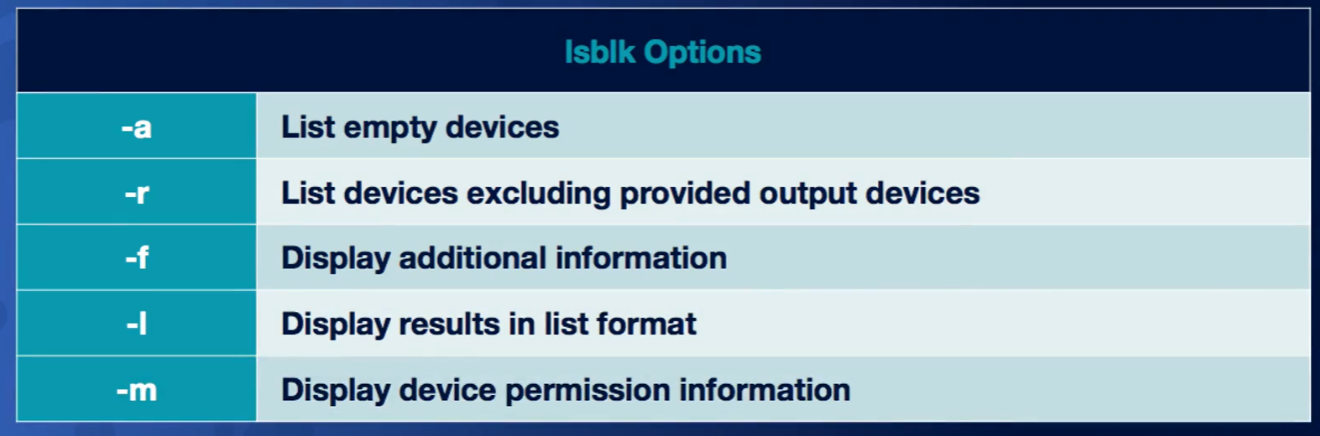 lsblk Options
-a List empty devices
-r List devices excluding provided output devices
-f Display additional information
-l Display results in list format
-m Display device permission information